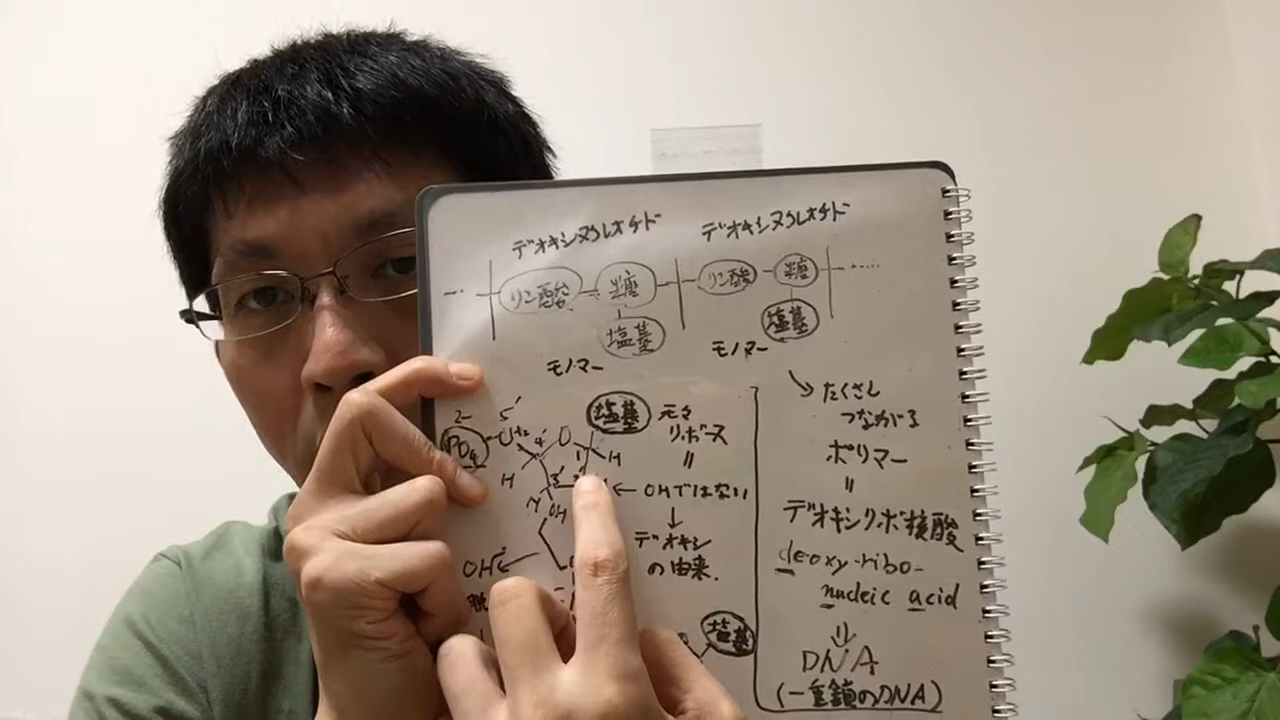 デオキシヌクレオチド デオキシヌクレオチド
リン酸 糖 リン酸 糖
塩基 塩基
モノマー モノマー
たくさん
つながる
ポリマー
=
デオキシリボ核酸
deoxy-ribo-
nucleic acid
DNA
(一重鎖のDNA)
塩基 元々
リボース
=
2- 5'
PO4 CH2 4' O 1' H
H 3' ← OHではない
H OH
デオキシ
の由来.
OH
脱
塩基